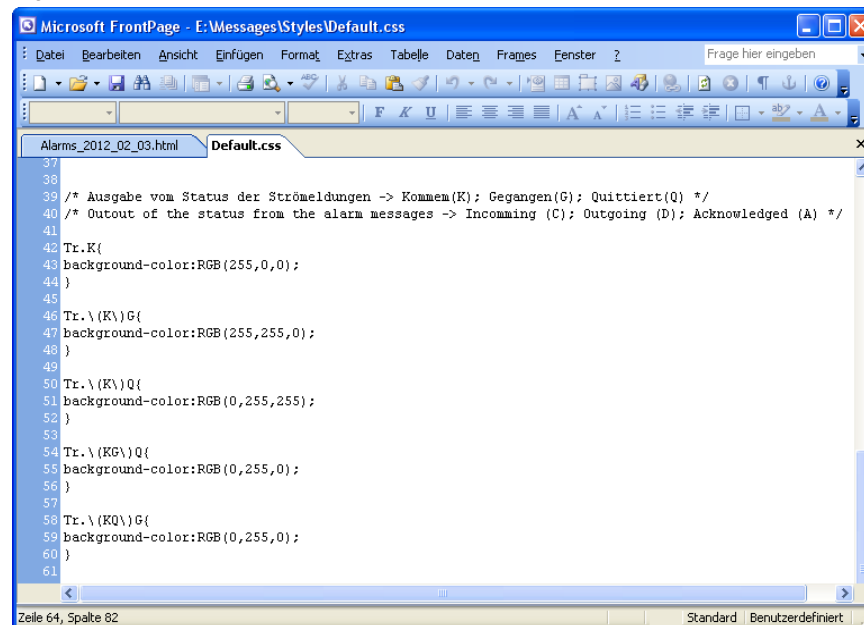 Microsoft FrontPage - E:\Messages\Styles\Default.css
Datei Bearbeiten Ansicht Einfügen Format Extras Tabelle Daten Frames Fenster ? Frage hier eingeben
F K U A A ab A
Alarms_2012_02_03.html Default.css
37
38
39 /* Ausgabe vom Status der Strömeldungen -> Kommem(K); Gegangen(G); Quittiert(Q) */
40 /* Outout of the status from the alarm messages -> Incomming (C); Outgoing (D); Acknowledged (A) */
41
42 Tr.K{
43 background-color:RGB(255,0,0);
44 }
45
46 Tr.\(K\)G{
47 background-color:RGB(255,255,0);
48 }
49
50 Tr.\(K\)Q{
51 background-color:RGB(0,255,255);
52 }
53
54 Tr.\(KG\)Q{
55 background-color:RGB(0,255,0);
56 }
57
58 Tr.\(KQ\)G{
59 background-color:RGB(0,255,0);
60 }
61
Zeile 64, Spalte 82 Standard Benutzerdefiniert